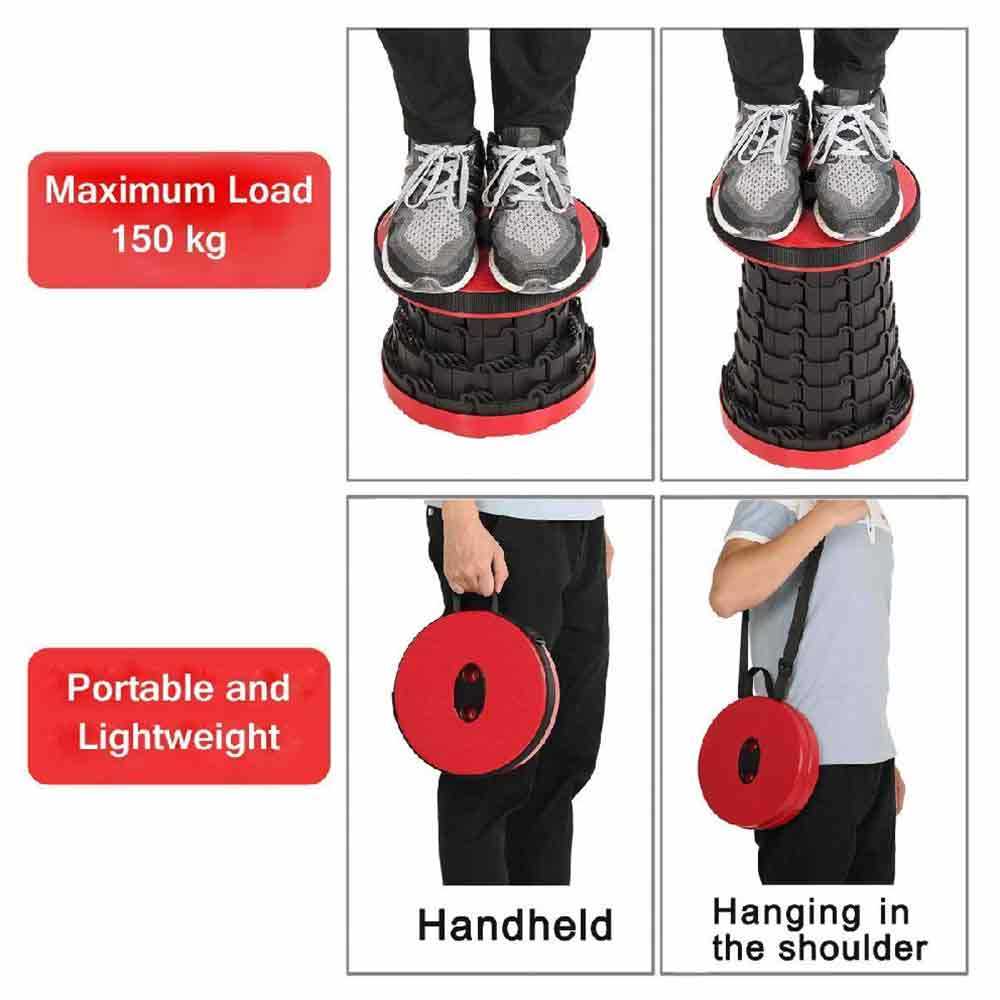 Maximum Load
150 kg
Portable and
Lightweight
Handheld
Hanging in
the shoulder